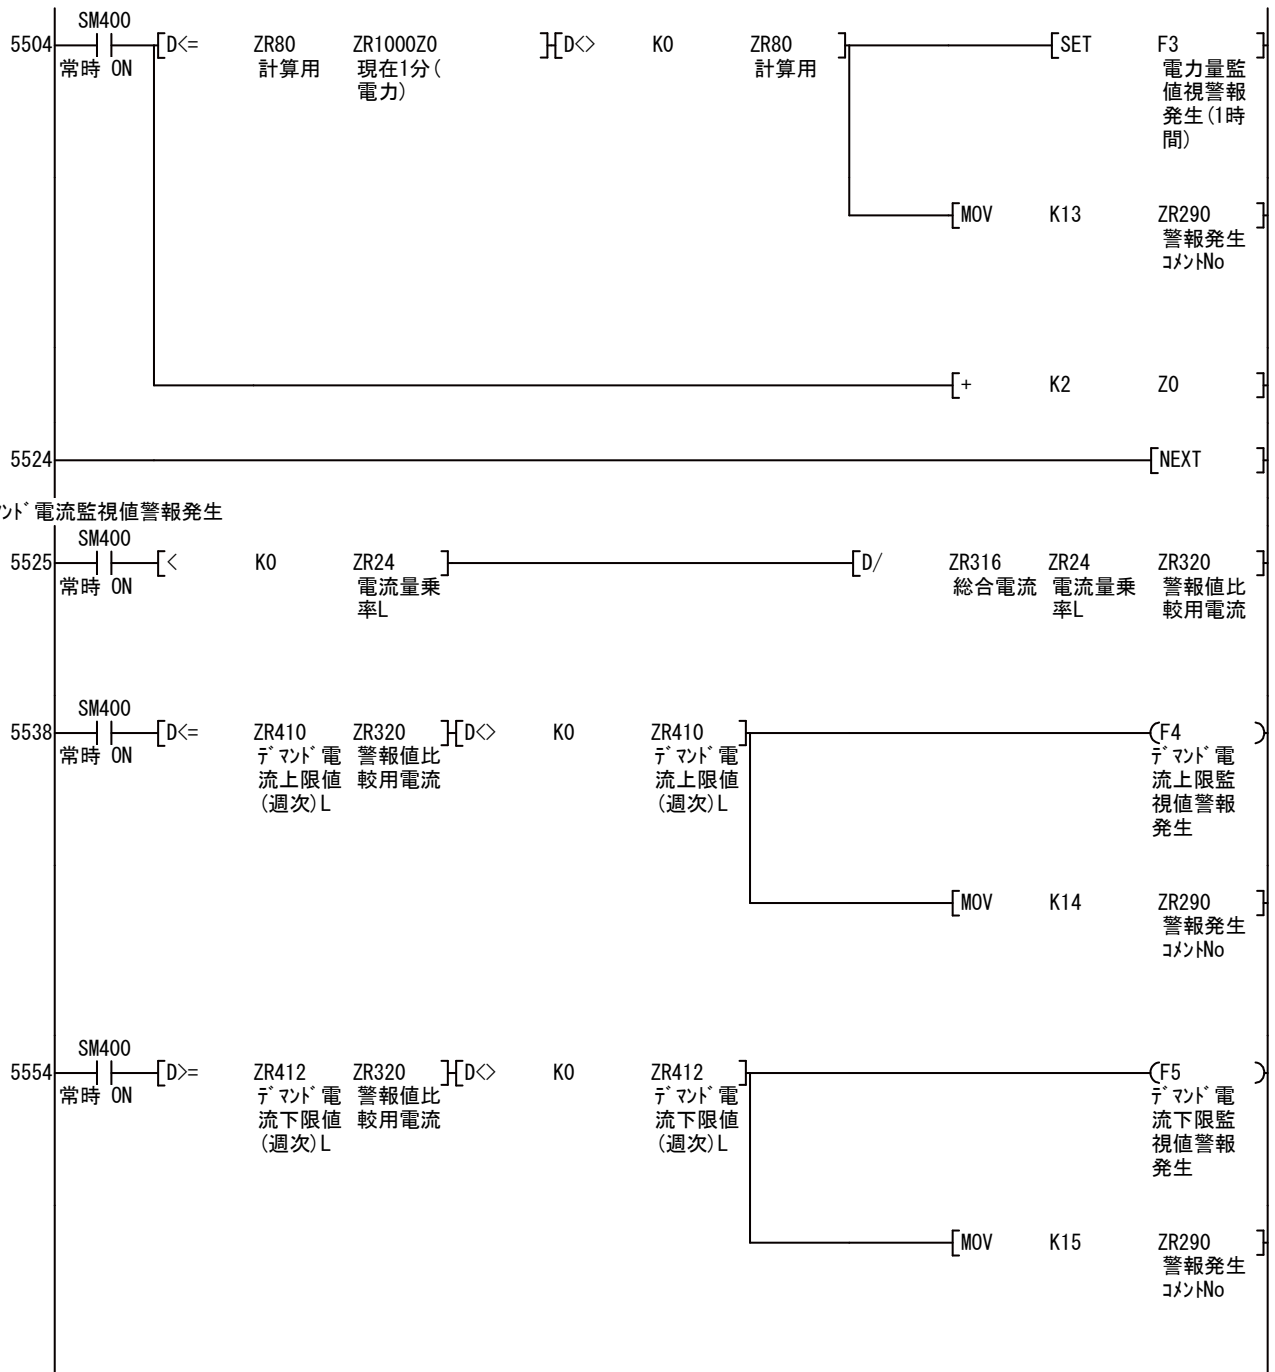 SM400
5504 [D<= ZR80 ZR1000Z0 ] [D<> K0 ZR80 ] [SET F3 ]
常時 ON 計算用 現在1分( 計算用 電力量監
電力) 値視警報
発生(1時
間)
[MOV K13 ZR290 ]
警報発生
ｺﾒﾝﾄNo
[+ K2 Z0 ]
5524 [NEXT ]
ﾝﾄﾞ電流監視値警報発生
SM400
5525 [< K0 ZR24 ] [D/ ZR316 ZR24 ZR320 ]
常時 ON 電流量乗 総合電流 電流量乗 警報値比
率L 率L 較用電流
SM400
5538 [D<= ZR410 ZR320 ] [D<> K0 ZR410 ] (F4 )
常時 ON ﾃﾞﾏﾝﾄﾞ電 警報値比 ﾃﾞﾏﾝﾄﾞ電 ﾃﾞﾏﾝﾄﾞ電
流上限値 較用電流 流上限値 流上限監
(週次)L (週次)L 視値警報
発生
[MOV K14 ZR290 ]
警報発生
ｺﾒﾝﾄNo
SM400
5554 [D>= ZR412 ZR320 ] [D<> K0 ZR412 ] (F5 )
常時 ON ﾃﾞﾏﾝﾄﾞ電 警報値比 ﾃﾞﾏﾝﾄﾞ電 ﾃﾞﾏﾝﾄﾞ電
流下限値 較用電流 流下限値 流下限監
(週次)L (週次)L 視値警報
発生
[MOV K15 ZR290 ]
警報発生
ｺﾒﾝﾄNo